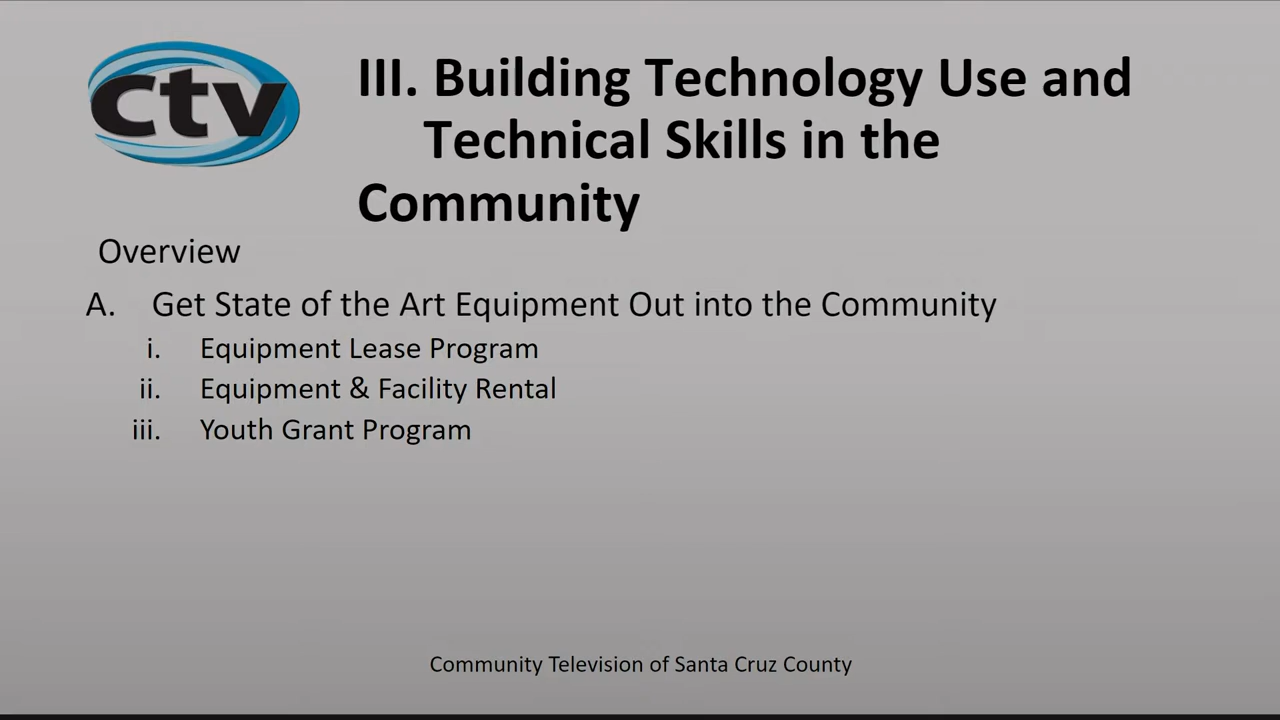 ctv
III. Building Technology Use and
Technical Skills in the
Community
Overview
A. Get State of the Art Equipment Out into the Community
i. Equipment Lease Program
ii. Equipment & Facility Rental
iii. Youth Grant Program
Community Television of Santa Cruz County